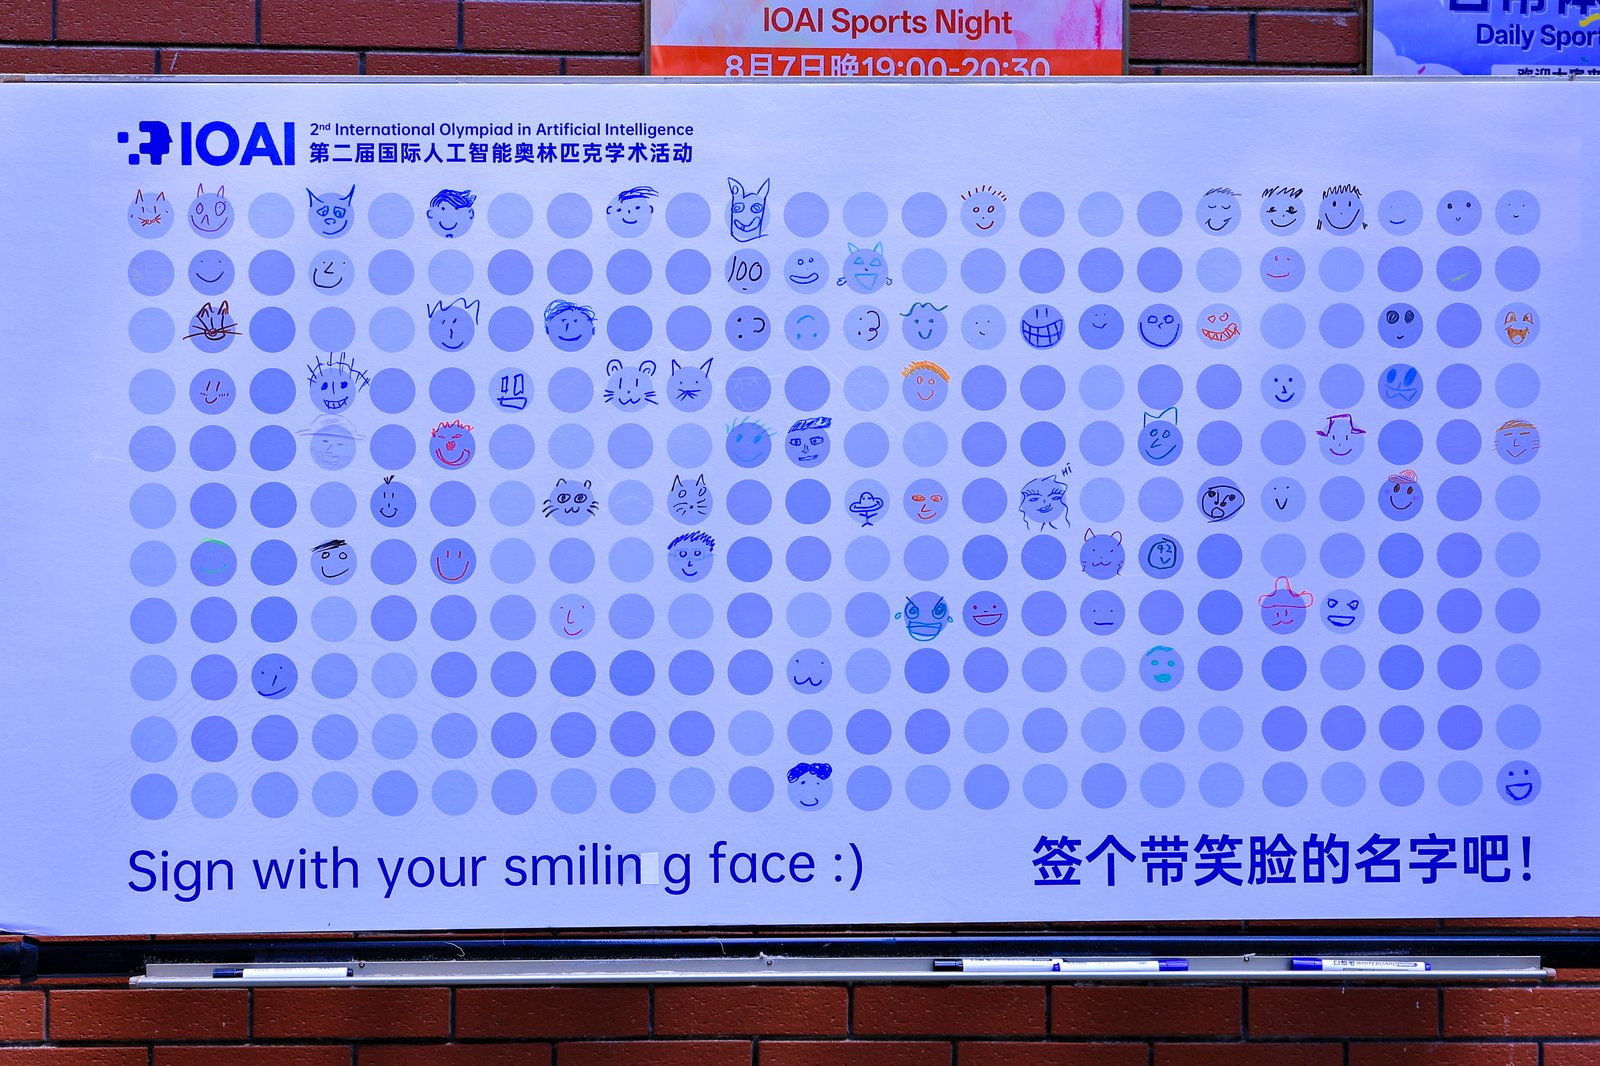 IOAI Sports Night
8月7日晚19:00-20:30
Daily Sport
IOAI
2nd International Olympiad in Artificial Intelligence
第二届国际人工智能奥林匹克学术活动
100
Hi
42
Sign with your smilin g face :)
签个带笑脸的名字吧！